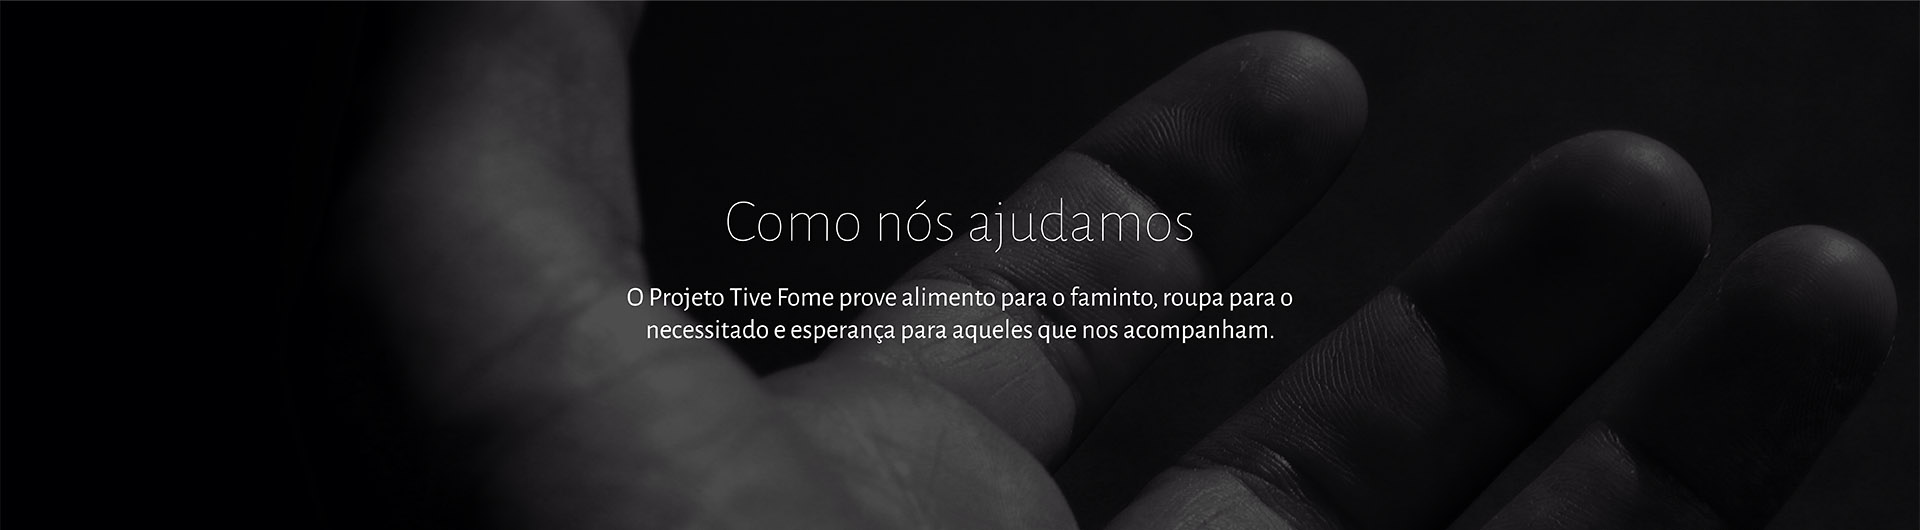 Como nós ajudamos
O Projeto Tive Fome prove alimento para o faminto, roupa para o
necessitado e esperança para aqueles que nos acompanham.